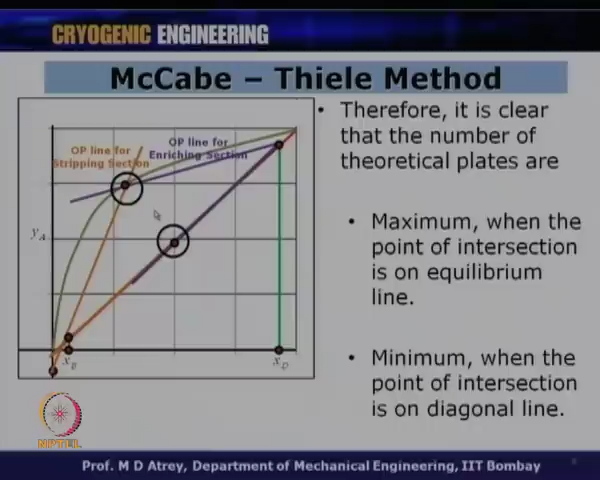 CRYOGENIC ENGINEERING
McCabe – Thiele Method
OP line for
Stripping Section
OP line for
Enriching Section
yA
xB
xD
• Therefore, it is clear
that the number of
theoretical plates are
• Maximum, when the
point of intersection
is on equilibrium
line.
• Minimum, when the
point of intersection
is on diagonal line.
NPTEL
Prof. M D Atrey, Department of Mechanical Engineering, IIT Bombay